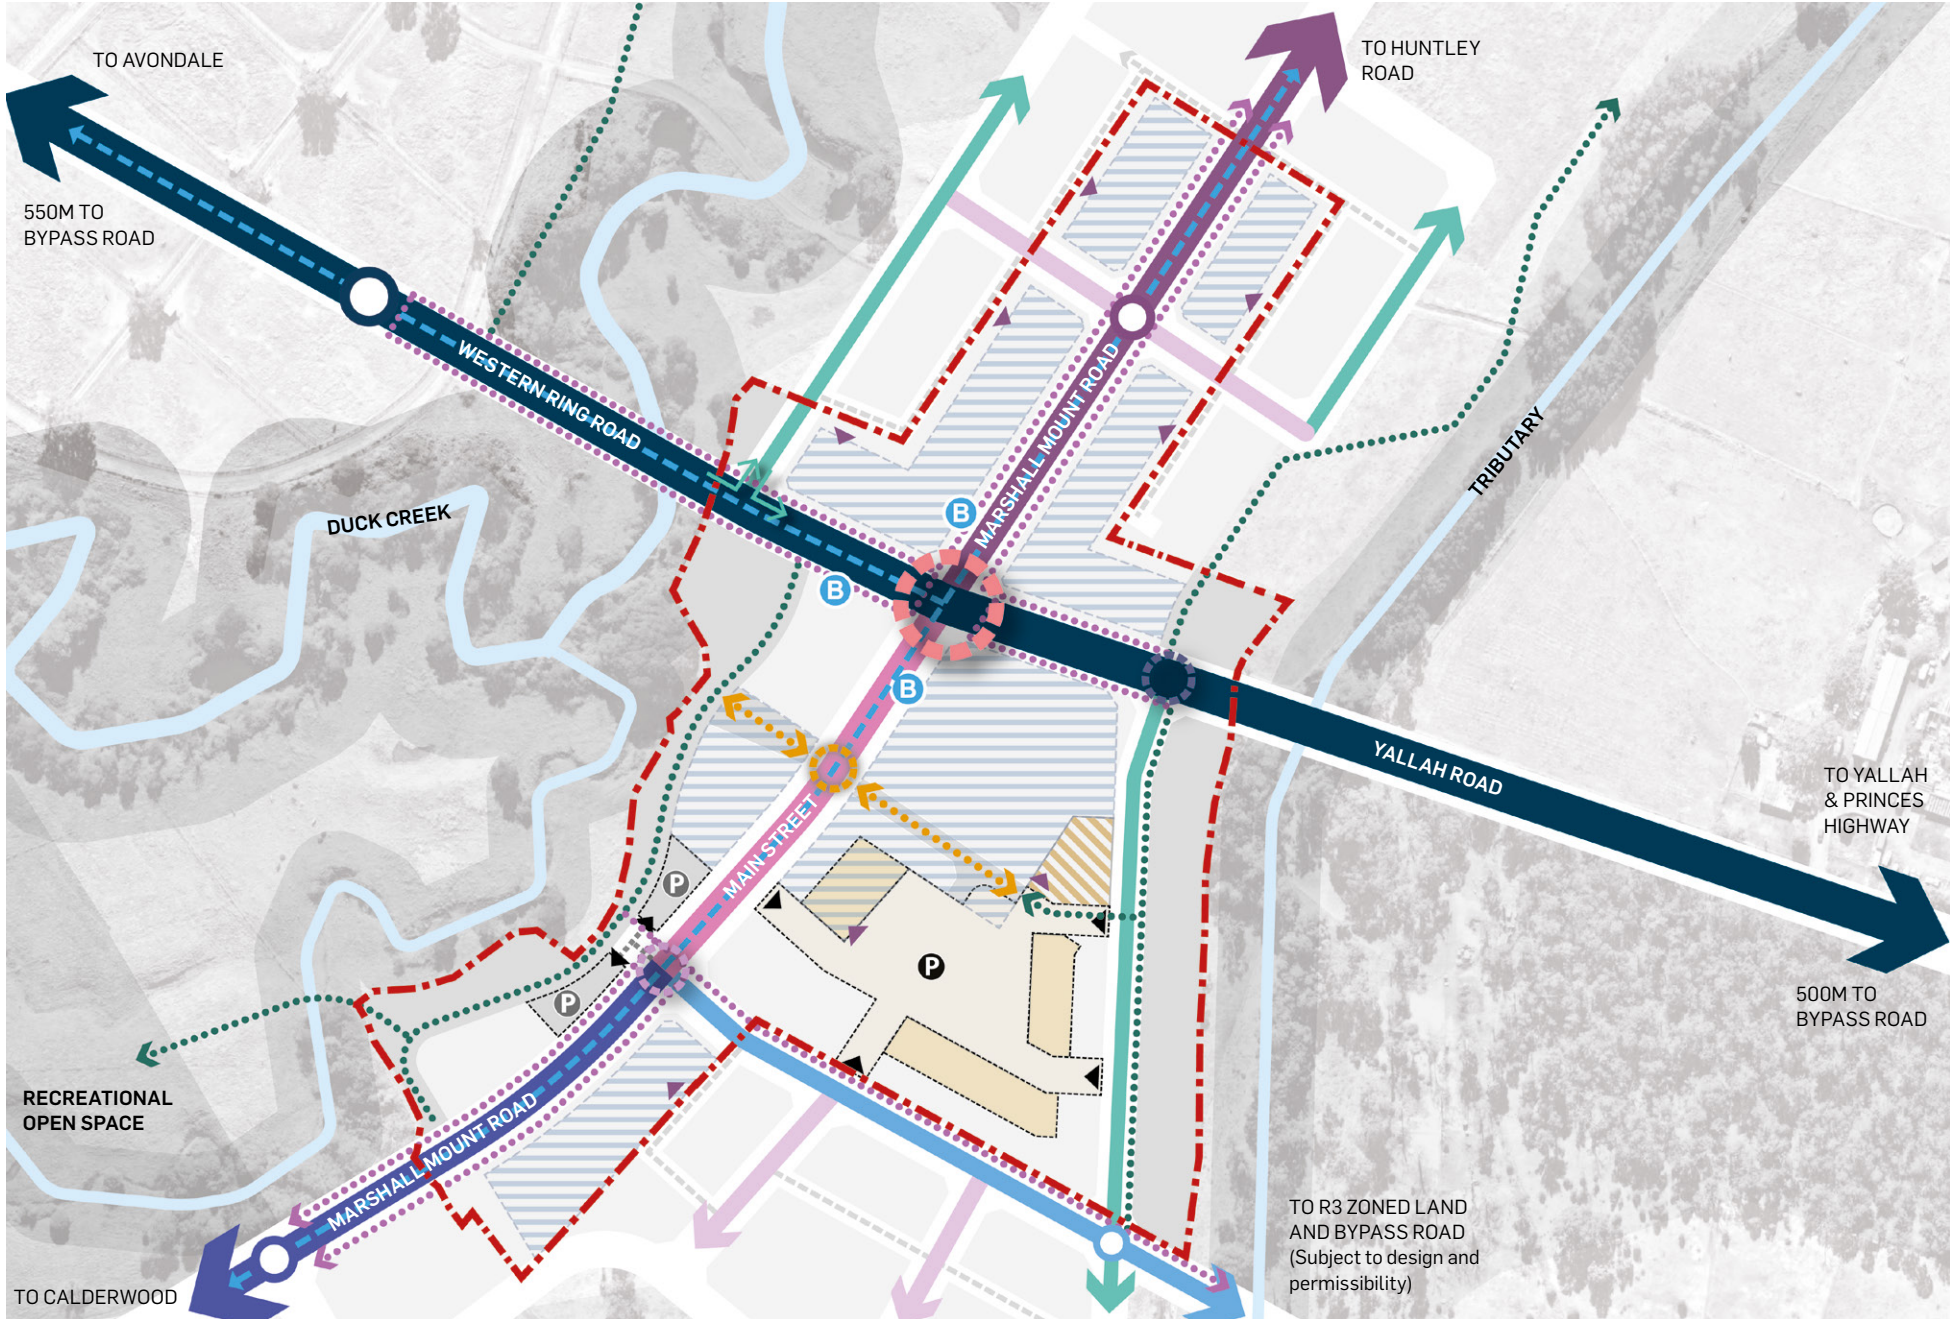 TO AVONDALE
TO HUNTLEY
ROAD
550M TO
BYPASS ROAD
WESTERN RING ROAD
MARSHALL MOUNT ROAD
TRIBUTARY
DUCK CREEK
B
B
B
YALLAH ROAD
TO YALLAH
& PRINCES
HIGHWAY
MAIN STREET
P
P
P
500M TO
BYPASS ROAD
RECREATIONAL
OPEN SPACE
MARSHALL MOUNT ROAD
TO R3 ZONED LAND
AND BYPASS ROAD
(Subject to design and
permissibility)
TO CALDERWOOD